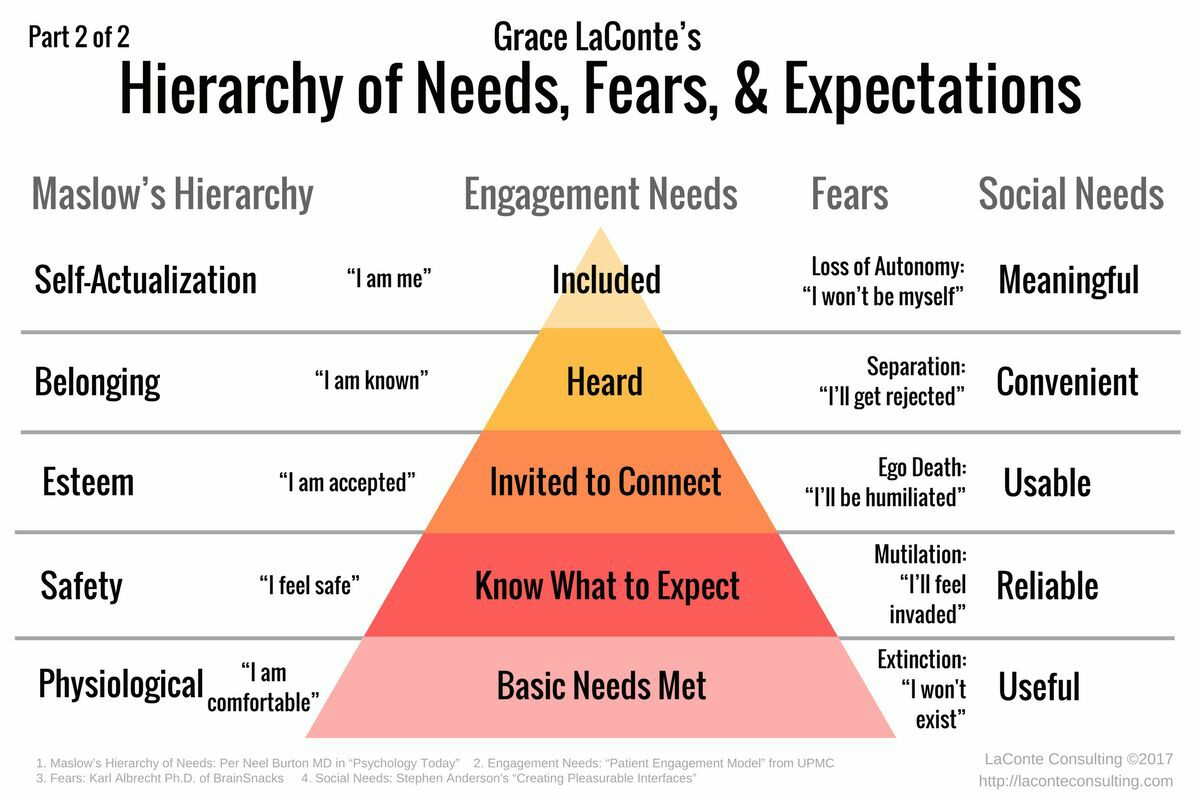 Part 2 of 2
Grace LaConte’s
Hierarchy of Needs, Fears, & Expectations
Maslow’s Hierarchy
Engagement Needs
Fears
Social Needs
Self-Actualization
“I am me”
Included
Loss of Autonomy:
“I won’t be myself”
Meaningful
Belonging
“I am known”
Heard
Separation:
“I’ll get rejected”
Convenient
Esteem
“I am accepted”
Invited to Connect
Ego Death:
“I’ll be humiliated”
Usable
Safety
“I feel safe”
Know What to Expect
Mutilation:
“I’ll feel
invaded”
Reliable
Physiological
“I am
comfortable”
Basic Needs Met
Extinction:
“I won't
exist”
Useful
1. Maslow's Hierarchy of Needs: Per Neel Burton MD in “Psychology Today” 2. Engagement Needs: “Patient Engagement Model” from UPMC
3. Fears: Karl Albrecht Ph.D. of BrainSnacks 4. Social Needs: Stephen Anderson's “Creating Pleasurable Interfaces”
LaConte Consulting ©2017
http://laconteconsulting.com